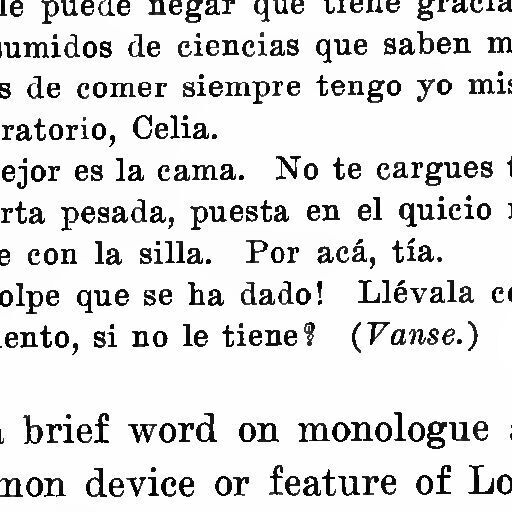 le puede negar que tiene gracia
sumidos de ciencias que saben m
s de comer siempre tengo yo mis
ratorio, Celia.
ejor es la cama. No te cargues t
rta pesada, puesta en el quicio
e con la silla. Por acá, tía.
olpe que se ha dado! Llévala co
iento, si no le tiene? (Vanse.)
brief word on monologue a
mon device or feature of Lo